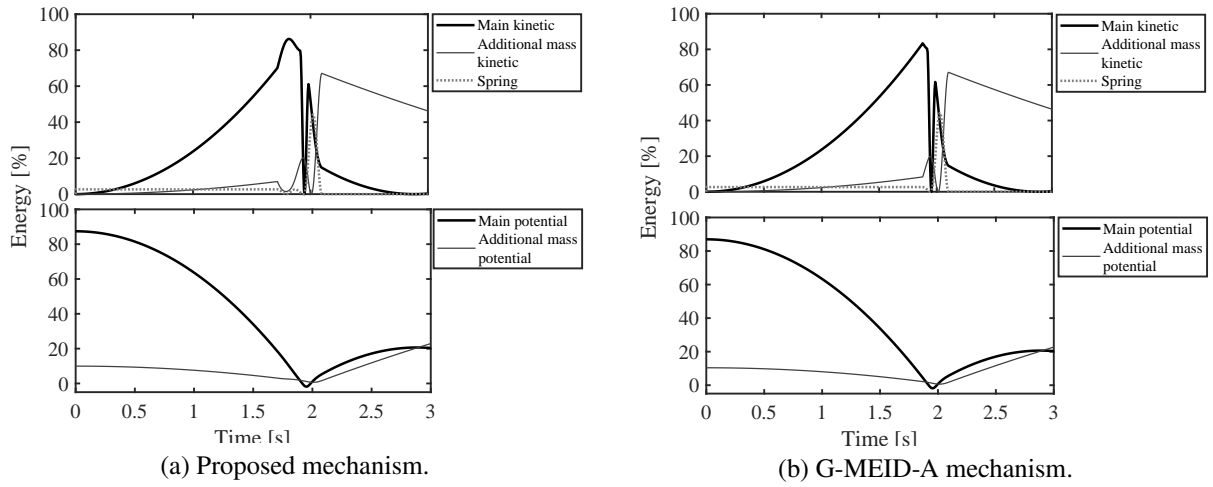 100
80
60
40
20
0
Main kinetic
Additional mass
kinetic
Spring
100
80
60
40
20
0
Main potential
Additional mass
potential
Energy [%]
0 0.5 1 1.5 2 2.5 3
Time [s]
(a) Proposed mechanism.
100
80
60
40
20
0
Main kinetic
Additional mass
kinetic
Spring
100
80
60
40
20
0
Main potential
Additional mass
potential
Energy [%]
0 0.5 1 1.5 2 2.5 3
Time [s]
(b) G-MEID-A mechanism.